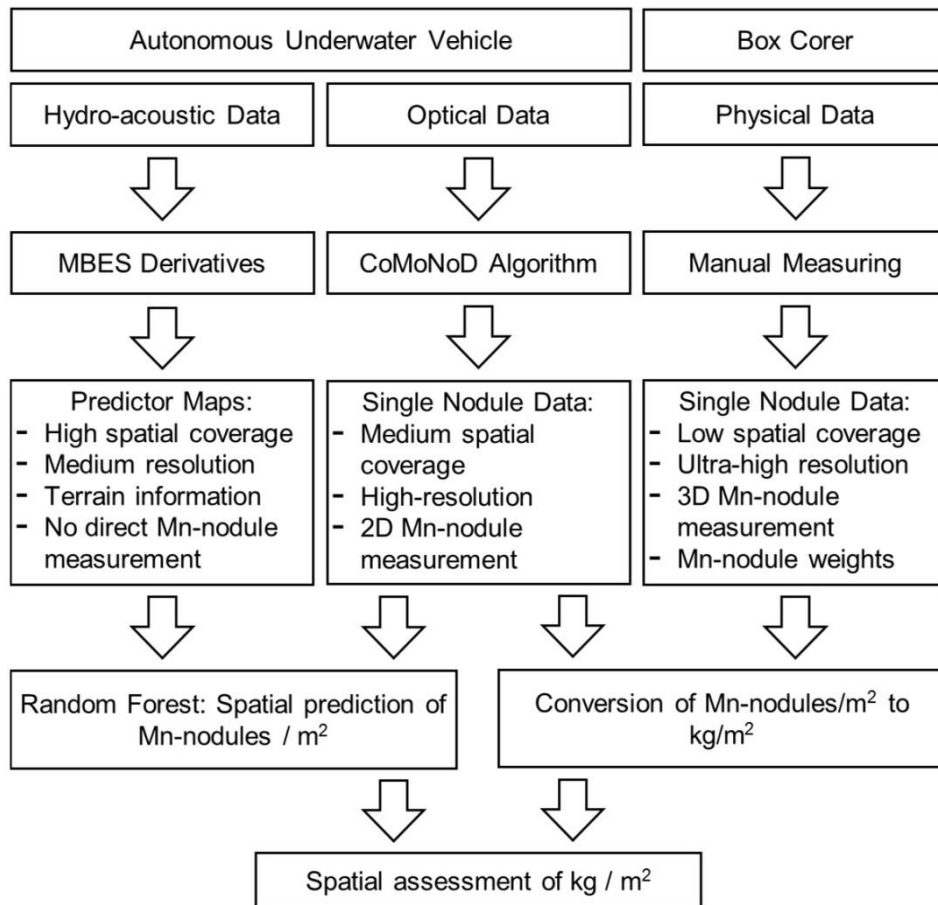 Autonomous Underwater Vehicle
Box Corer
Hydro-acoustic Data
Optical Data
Physical Data
MBES Derivatives
CoMoNoD Algorithm
Manual Measuring
Predictor Maps:
- High spatial coverage
- Medium resolution
- Terrain information
- No direct Mn-nodule
measurement
Single Nodule Data:
- Medium spatial
coverage
- High-resolution
- 2D Mn-nodule
measurement
Single Nodule Data:
- Low spatial coverage
- Ultra-high resolution
- 3D Mn-nodule
measurement
- Mn-nodule weights
Random Forest: Spatial prediction of
Mn-nodules / m²
Conversion of Mn-nodules/m² to
kg/m²
Spatial assessment of kg / m²